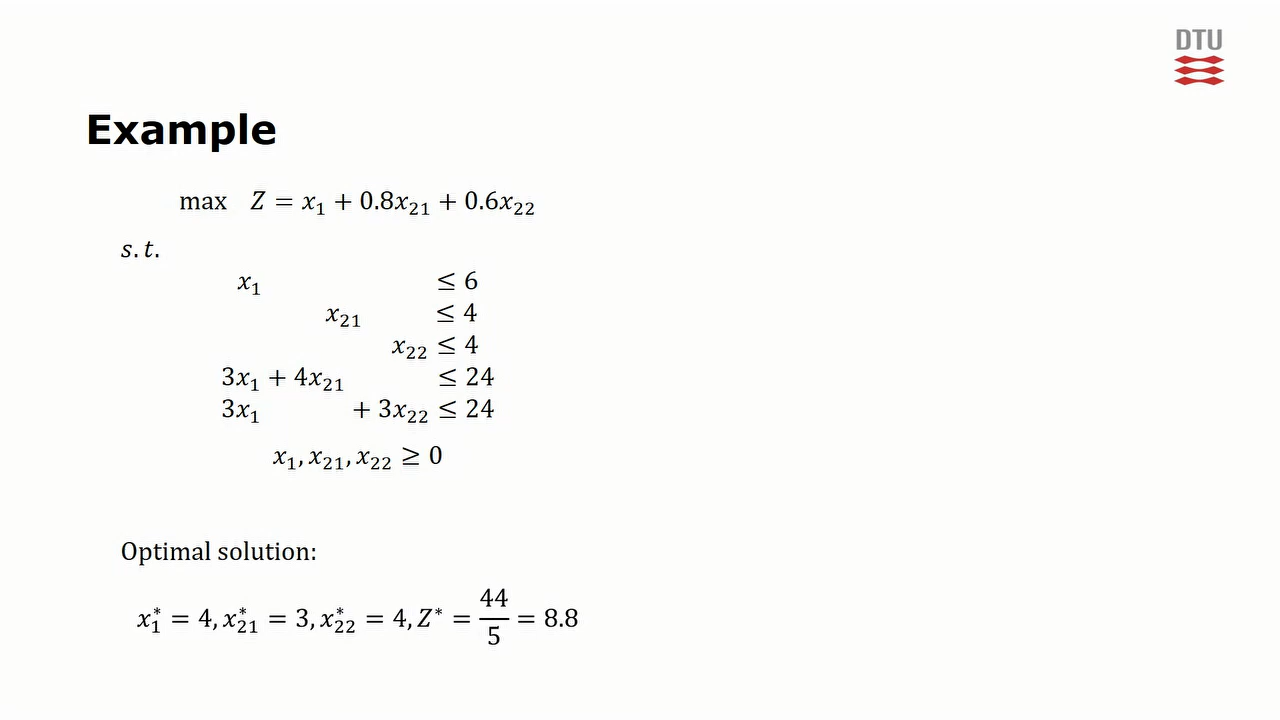 DTU
Example
max Z = x₁ + 0.8x₂₁ + 0.6x₂₂
s.t.
x₁ ≤ 6
x₂₁ ≤ 4
x₂₂ ≤ 4
3x₁ + 4x₂₁ ≤ 24
3x₁ + 3x₂₂ ≤ 24
x₁, x₂₁, x₂₂ ≥ 0
Optimal solution:
x₁* = 4, x₂₁* = 3, x₂₂* = 4, Z* = 44/5 = 8.8